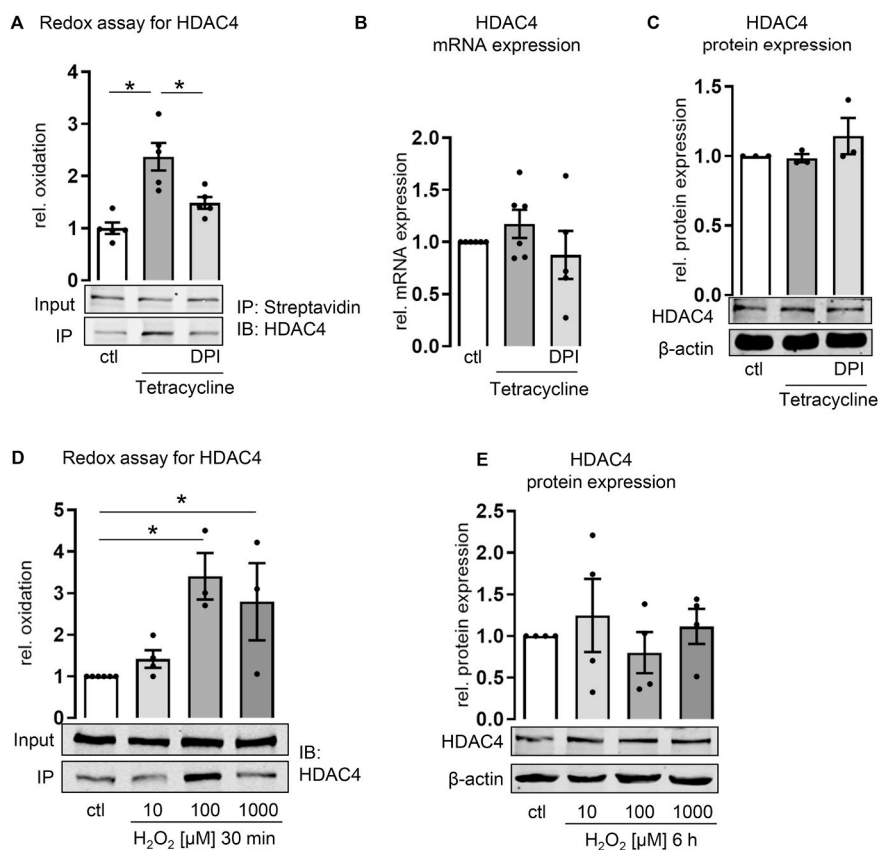 A Redox assay for HDAC4
rel. oxidation
4
3
2
1
0
* *
Input
IP
IP: Streptavidin
IB: HDAC4
ctl DPI
Tetracycline
B HDAC4
mRNA expression
rel. mRNA expression
2.0
1.5
1.0
0.5
0.0
ctl DPI
Tetracycline
C HDAC4
protein expression
rel. protein expression
1.5
1.0
0.5
0.0
HDAC4
β-actin
ctl DPI
Tetracycline
D Redox assay for HDAC4
rel. oxidation
5
4
3
2
1
0
*
*
Input
IP
IB:
HDAC4
ctl 10 100 1000
H₂O₂ [µM] 30 min
E HDAC4
protein expression
rel. protein expression
2.5
2.0
1.5
1.0
0.5
0.0
HDAC4
β-actin
ctl 10 100 1000
H₂O₂ [µM] 6 h